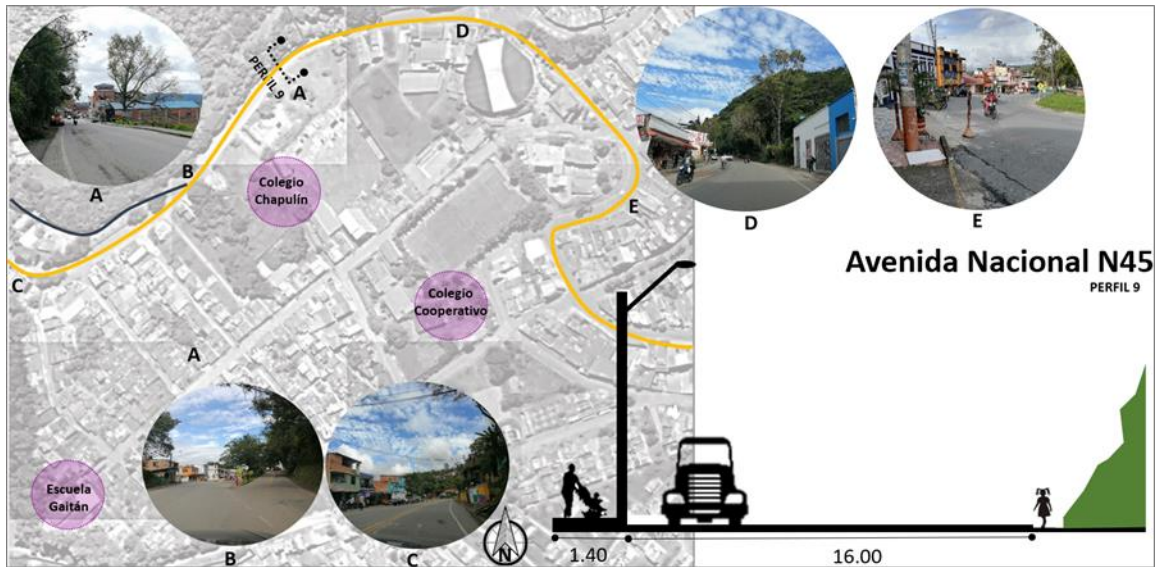 D
PERFIL 9
A
A
B
Colegio
Chapulín
C
E
Colegio
Cooperativo
D
E
Avenida Nacional N45
PERFIL 9
A
Escuela
Gaitán
B
C
N
1.40
16.00